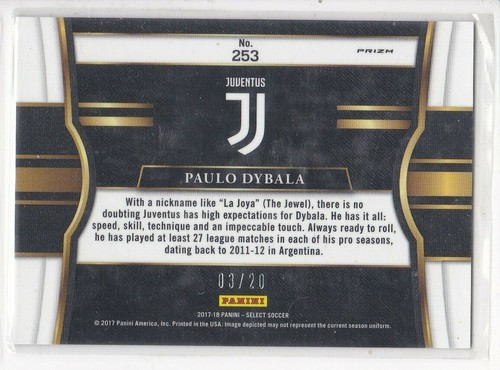 No.
253
PRIZM
JUVENTUS
PAULO DYBALA
With a nickname like "La Joya" (The Jewel), there is no
doubting Juventus has high expectations for Dybala. He has it all:
speed, skill, technique and an impeccable touch. Always ready to roll,
he has played at least 27 league matches in each of his pro seasons,
dating back to 2011-12 in Argentina.
03/20
PANINI
2017-18 PANINI – SELECT SOCCER
© 2017 Panini America, Inc. Printed in the USA. Image depicted may not represent the current season uniform.